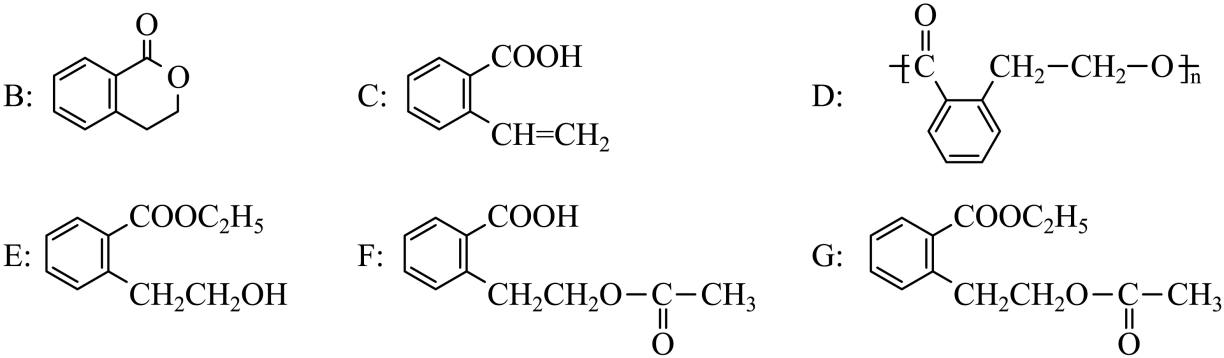 B: O O
C: COOH CH=CH₂
D: [C O CH₂—CH₂—O]ₙ
E: COOC₂H₅ CH₂CH₂OH
F: COOH CH₂CH₂O—C—CH₃ O
G: COOC₂H₅ CH₂CH₂O—C—CH₃ O